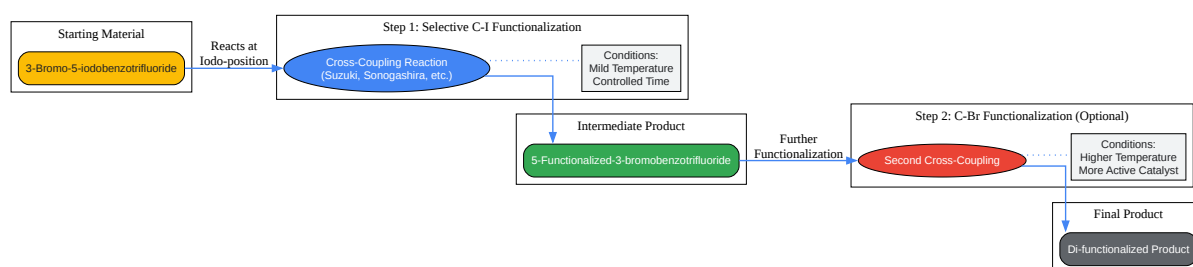 Starting Material
3-Bromo-5-iodobenzotrifluoride
Reacts at
Iodo-position
Step 1: Selective C-I Functionalization
Cross-Coupling Reaction
(Suzuki, Sonogashira, etc.)
Conditions:
Mild Temperature
Controlled Time
Intermediate Product
5-Functionalized-3-bromobenzotrifluoride
Further
Functionalization
Step 2: C-Br Functionalization (Optional)
Second Cross-Coupling
Conditions:
Higher Temperature
More Active Catalyst
Final Product
Di-functionalized Product